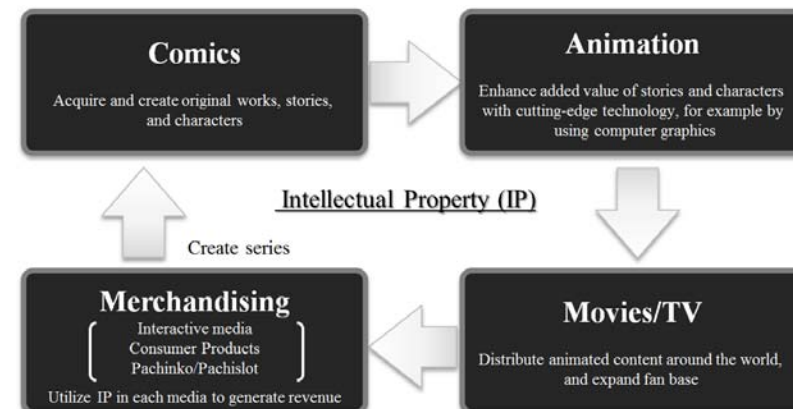 Comics
Acquire and create original works, stories,
and characters
Animation
Enhance added value of stories and characters
with cutting-edge technology, for example by
using computer graphics
Intellectual Property (IP)
Create series
Merchandising
Interactive media
Consumer Products
Pachinko/Pachislot
Utilize IP in each media to generate revenue
Movies/TV
Distribute animated content around the world,
and expand fan base